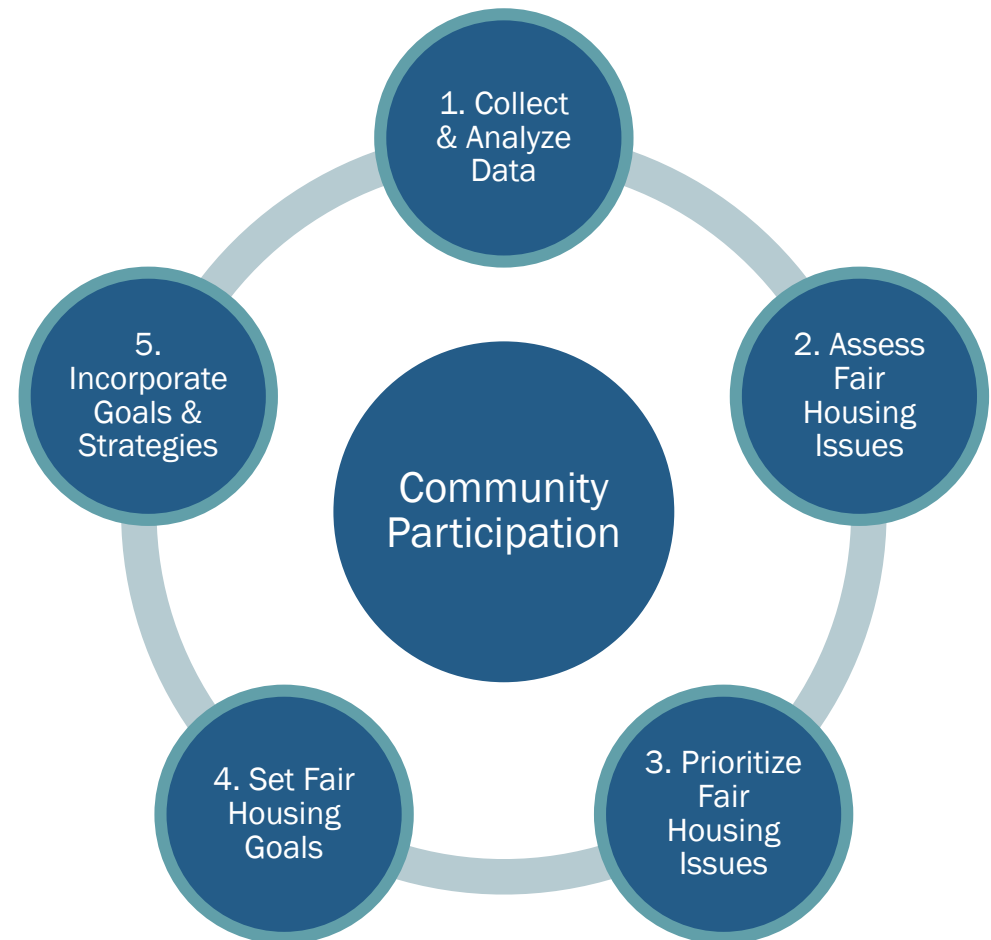 1. Collect
& Analyze
Data
2. Assess
Fair
Housing
Issues
3. Prioritize
Fair
Housing
Issues
4. Set Fair
Housing
Goals
5.
Incorporate
Goals &
Strategies
Community
Participation